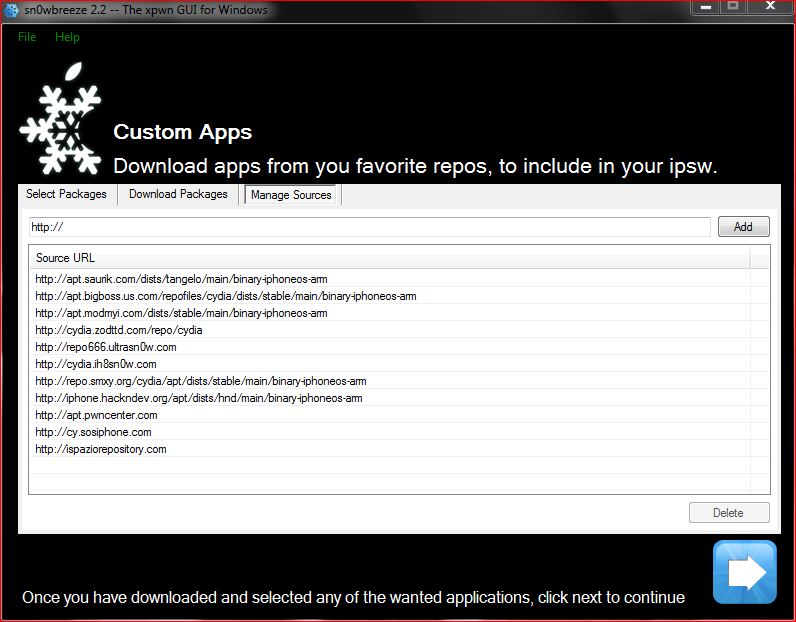 sn0wbreeze 2.2 -- The xpwn GUI for Windows
File Help
Custom Apps
Download apps from you favorite repos, to include in your ipsw.
Select Packages Download Packages Manage Sources
http:// Add
Source URL
http://apt.saurik.com/dists/tangelo/main/binary-iphoneos-arm
http://apt.bigboss.us.com/repofiles/cydia/dists/stable/main/binary-iphoneos-arm
http://apt.modmyi.com/dists/stable/main/binary-iphoneos-arm
http://cydia.zodttd.com/repo/cydia
http://repo666.ultrasn0w.com
http://cydia.ih8sn0w.com
http://repo.smxy.org/cydia/apt/dists/stable/main/binary-iphoneos-arm
http://iphone.hackndev.org/apt/dists/hnd/main/binary-iphoneos-arm
http://apt.pwncenter.com
http://cy.sosiphone.com
http://ispaziorepository.com
Delete
Once you have downloaded and selected any of the wanted applications, click next to continue